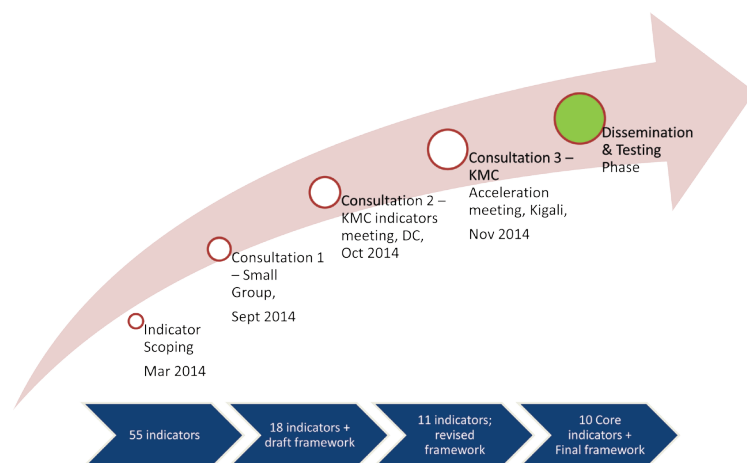 Indicator
Scoping
Mar 2014
Consultation 1
– Small
Group,
Sept 2014
Consultation 2 –
KMC indicators
meeting, DC,
Oct 2014
Consultation 3 –
KMC
Acceleration
meeting, Kigali,
Nov 2014
Dissemination
& Testing
Phase
55 indicators
18 indicators +
draft framework
11 indicators;
revised
framework
10 Core
indicators +
Final framework